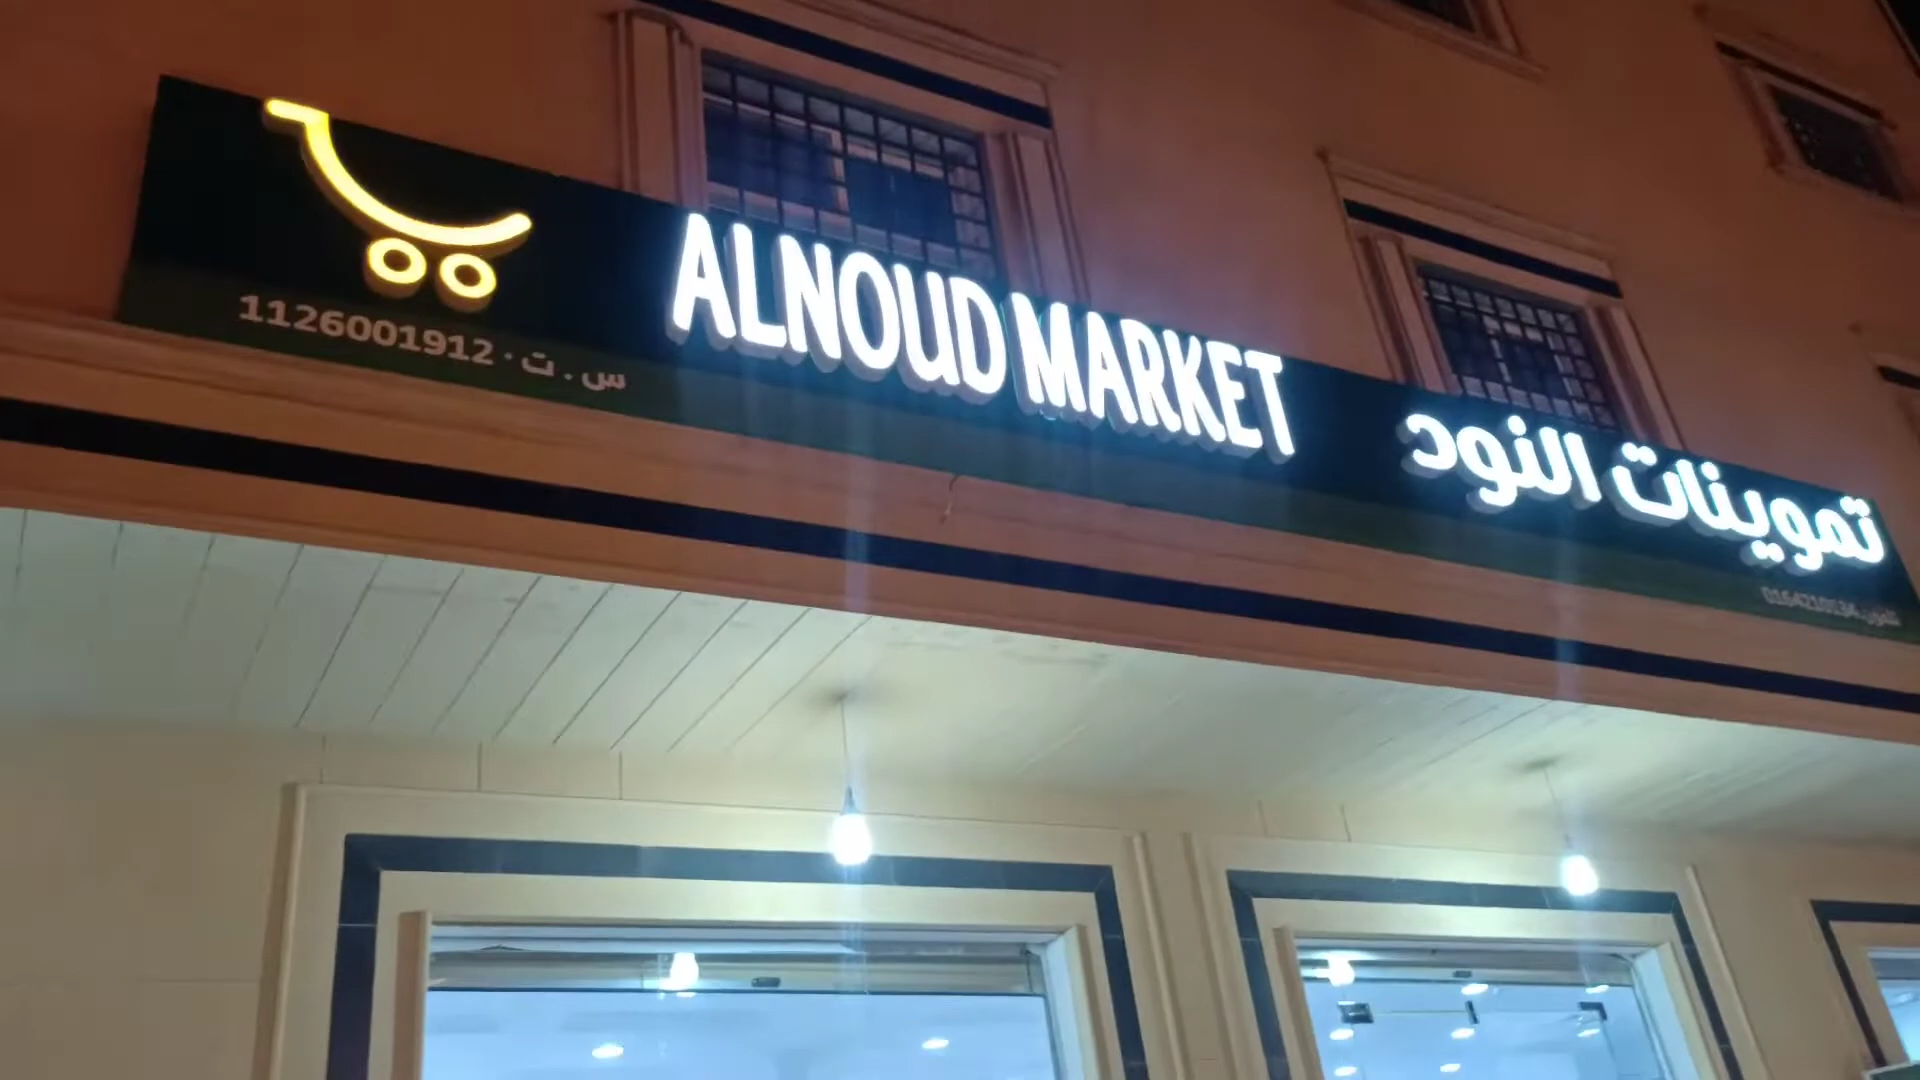 ALNOUD MARKET
تموينات النود
س . ت . 1126001912